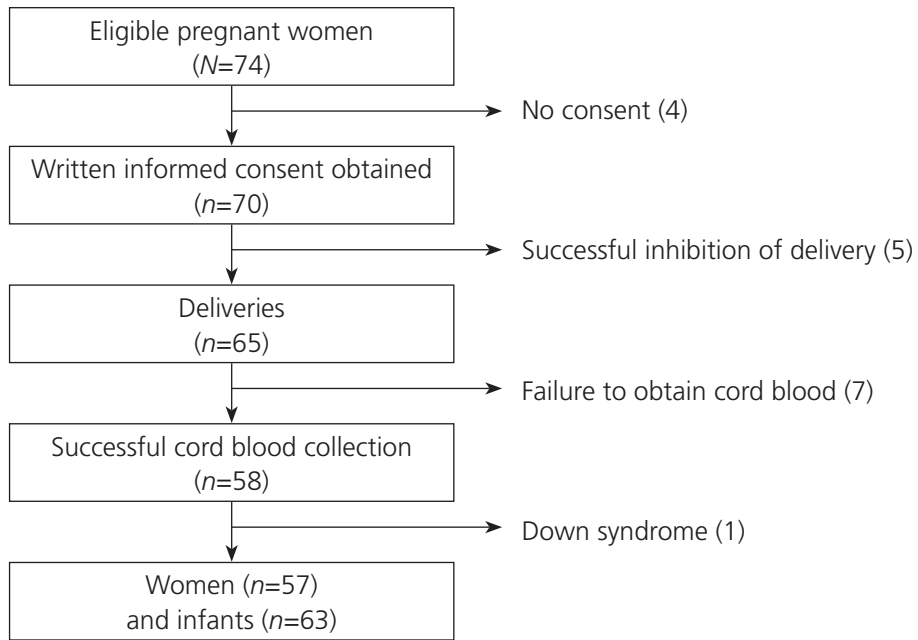 Eligible pregnant women
(N=74)
No consent (4)
Written informed consent obtained
(n=70)
Successful inhibition of delivery (5)
Deliveries
(n=65)
Failure to obtain cord blood (7)
Successful cord blood collection
(n=58)
Down syndrome (1)
Women (n=57)
and infants (n=63)